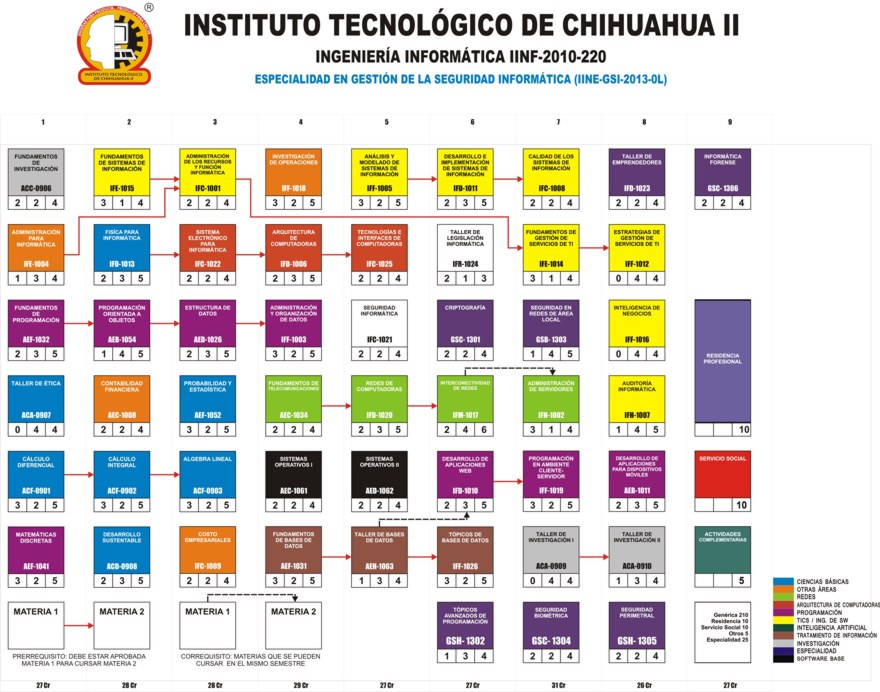 ®
INSTITUTO TECNOLÓGICO DE CHIHUAHUA II
INGENIERÍA INFORMÁTICA IINF-2010-220
ESPECIALIDAD EN GESTIÓN DE LA SEGURIDAD INFORMÁTICA (IINE-GSI-2013-0L)
INSTITUTO TECNOLÓGICO
DE CHIHUAHUA II
1 2 3 4 5 6 7 8 9
FUNDAMENTOS
DE
INVESTIGACIÓN
ACC-0906
2 2 4
FUNDAMENTOS
DE SISTEMAS DE
INFORMACIÓN
IFE-1015
3 1 4
ADMINISTRACIÓN
DE LOS RECURSOS
Y FUNCIÓN
INFORMÁTICA
IFC-1001
2 2 4
INVESTIGACIÓN
DE OPERACIONES
IFF-1018
3 2 5
ANÁLISIS Y
MODELADO DE
SISTEMAS DE
INFORMACIÓN
IFF-1005
3 2 5
DESARROLLO E
IMPLEMENTACIÓN
DE SISTEMAS DE
INFORMACIÓN
IFD-1011
2 3 5
CALIDAD DE LOS
SISTEMAS DE
INFORMACIÓN
IFC-1008
2 2 4
TALLER DE
EMPRENDEDORES
IFD-1023
2 2 4
INFORMÁTICA
FORENSE
GSC- 1306
2 2 4
ADMINISTRACIÓN
PARA
INFORMÁTICA
IFE-1004
1 3 4
FISÍCA PARA
INFORMÁTICA
IFD-1013
2 3 5
SISTEMA
ELECTRÓNICO
PARA
INFORMÁTICA
IFC-1022
2 2 4
ARQUITECTURA
DE
COMPUTADORAS
IFD-1006
2 3 5
TECNOLOGÍAS E
INTERFACES DE
COMPUTADORAS
IFC-1025
2 2 4
TALLER DE
LEGISLACIÓN
INFORMÁTICA
IFR-1024
2 1 3
FUNDAMENTOS DE
GESTIÓN DE
SERVICIOS DE TI
IFE-1014
3 1 4
ESTRATEGIAS DE
GESTIÓN DE
SERVICIOS DE TI
IFF-1012
0 4 4
FUNDAMENTOS
DE
PROGRAMACIÓN
AEF-1032
2 3 5
PROGRAMACIÓN
ORIENTADA A
OBJETOS
AEB-1054
1 4 5
ESTRUCTURA DE
DATOS
AEB-1026
2 3 5
ADMINISTRACIÓN
Y ORGANIZACIÓN
DE DATOS
IFF-1003
3 2 5
SEGURIDAD
INFORMÁTICA
IFC-1021
2 2 4
CRIPTOGRAFÍA
GSC- 1301
2 2 4
SEGURIDAD EN
REDES DE ÁREA
LOCAL
GSB- 1303
1 4 5
INTELIGENCIA DE
NEGOCIOS
IFF-1016
0 4 4
RESIDENCIA
PROFESIONAL
10
TALLER DE ÉTICA
ACA-0907
0 4 4
CONTABILIDAD
FINANCIERA
AEC-1008
2 2 4
PROBABILIDAD Y
ESTADÍSTICA
AEF-1052
3 2 5
FUNDAMENTOS DE
TELECOMUNICACIONES
AEC-1034
2 2 4
REDES DE
COMPUTADORAS
IFD-1020
2 3 5
INTERCONECTIVIDAD
DE REDES
IFM-1017
2 4 6
ADMINISTRACIÓN
DE SERVIDORES
IFH-1002
3 1 4
AUDITORÍA
INFORMÁTICA
IFH-1007
1 4 5
CÁLCULO
DIFERENCIAL
ACF-0901
3 2 5
CÁLCULO
INTEGRAL
ACF-0902
3 2 5
ALGEBRA LINEAL
ACF-0903
3 2 5
SISTEMAS
OPERATIVOS I
AEC-1061
2 2 4
SISTEMAS
OPERATIVOS II
AED-1062
2 2 4
DESARROLLO DE
APLICACIONES
WEB
IFB-1010
2 3 5
PROGRAMACIÓN
EN AMBIENTE
CLIENTE-
SERVIDOR
IFF-1019
3 2 5
DESARROLLO DE
APLICACIONES
PARA DISPOSITIVOS
MÓVILES
AEB-1011
2 3 5
SERVICIO SOCIAL
10
MATEMÁTICAS
DISCRETAS
AEF-1041
3 2 5
DESARROLLO
SUSTENTABLE
ACD-0908
2 3 5
COSTO
EMPRESARIALES
IFC-1009
2 2 4
FUNDAMENTOS
DE BASES DE
DATOS
AEF-1031
3 2 5
TALLER DE BASES
DE DATOS
AEH-1063
1 3 4
TÓPICOS DE
BASES DE DATOS
IFF-1026
3 2 5
TALLER DE
INVESTIGACIÓN I
ACA-0909
0 4 4
TALLER DE
INVESTIGACIÓN II
ACA-0910
1 3 4
ACTIVIDADES
COMPLEMENTARIAS
5
MATERIA 1
MATERIA 2
PRERREQUISITO: DEBE ESTAR APROBADA
MATERIA 1 PARA CURSAR MATERIA 2
MATERIA 1
MATERIA 2
CORREQUISITO: MATERIAS QUE SE PUEDEN
CURSAR EN EL MISMO SEMESTRE
TÓPICOS
AVANZADOS DE
PROGRAMACIÓN
GSH- 1302
1 3 4
SEGURIDAD
BIOMÉTRICA
GSC- 1304
2 2 4
SEGURIDAD
PERIMETRAL
GSH- 1305
2 2 4
Genérica 210
Residencia 10
Servicio Social 10
Otros 5
Especialidad 25
CIENCIAS BÁSICAS
OTRAS ÁREAS
REDES
ARQUITECTURA DE COMPUTADORAS
PROGRAMACIÓN
TICS / ING. DE SW
INTELIGENCIA ARTIFICIAL
TRATAMIENTO DE INFORMACIÓN
INVESTIGACIÓN
ESPECIALIDAD
SOFTWARE BASE
27 Cr 28 Cr 28 Cr 29 Cr 27 Cr 27 Cr 31 Cr 26 Cr 27 Cr